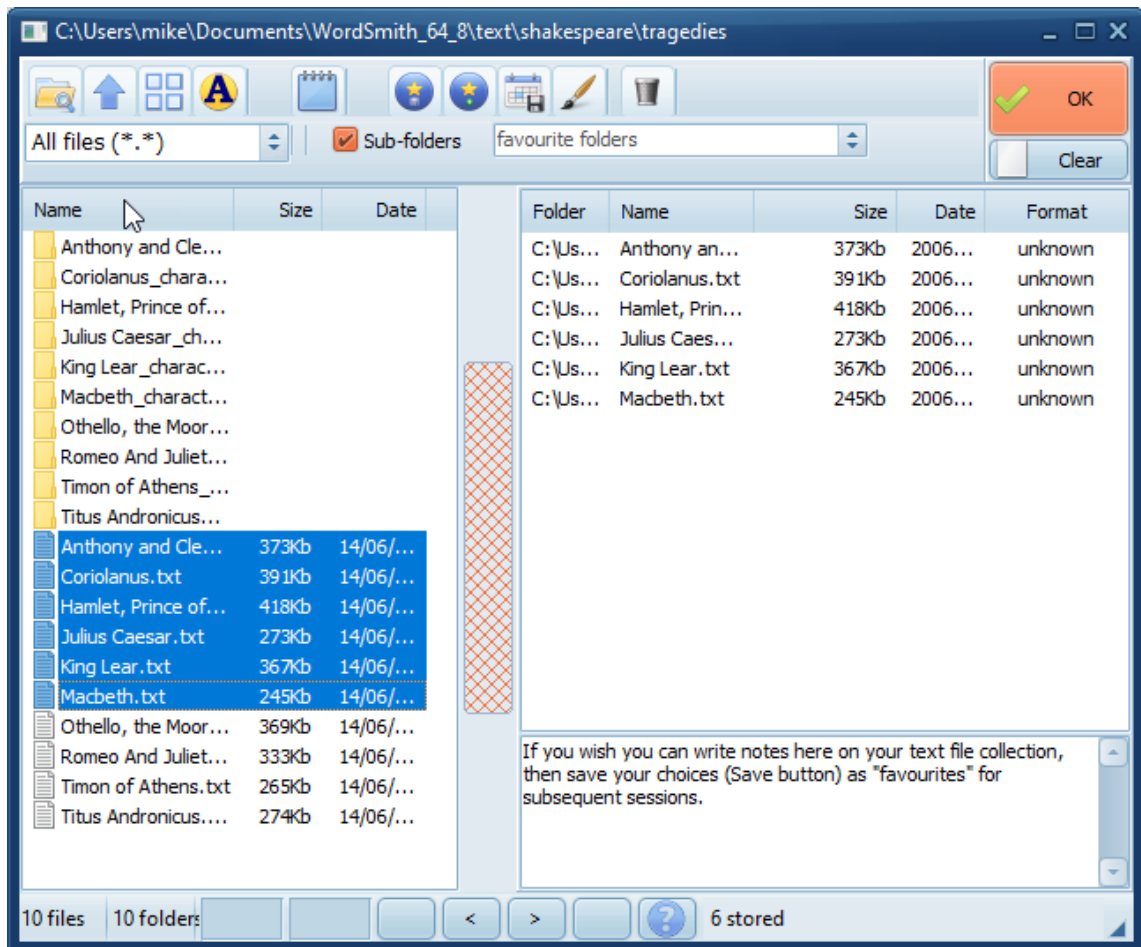 C:\Users\mike\Documents\WordSmith_64_8\text\shakespeare\tragedies
A
OK
All files (*.*)
Sub-folders
favourite folders
Clear
Name Size Date
Anthony and Cle...
Coriolanus_chara...
Hamlet, Prince of...
Julius Caesar_ch...
King Lear_charac...
Macbeth_charact...
Othello, the Moor...
Romeo And Juliet...
Timon of Athens_...
Titus Andronicus...
Anthony and Cle... 373Kb 14/06/...
Coriolanus.txt 391Kb 14/06/...
Hamlet, Prince of... 418Kb 14/06/...
Julius Caesar.txt 273Kb 14/06/...
King Lear.txt 367Kb 14/06/...
Macbeth.txt 245Kb 14/06/...
Othello, the Moor... 369Kb 14/06/...
Romeo And Juliet... 333Kb 14/06/...
Timon of Athens.txt 265Kb 14/06/...
Titus Andronicus.... 274Kb 14/06/...
Folder Name Size Date Format
C:\Us... Anthony an... 373Kb 2006... unknown
C:\Us... Coriolanus.txt 391Kb 2006... unknown
C:\Us... Hamlet, Prin... 418Kb 2006... unknown
C:\Us... Julius Caes... 273Kb 2006... unknown
C:\Us... King Lear.txt 367Kb 2006... unknown
C:\Us... Macbeth.txt 245Kb 2006... unknown
If you wish you can write notes here on your text file collection,
then save your choices (Save button) as "favourites" for
subsequent sessions.
10 files 10 folders < > ? 6 stored